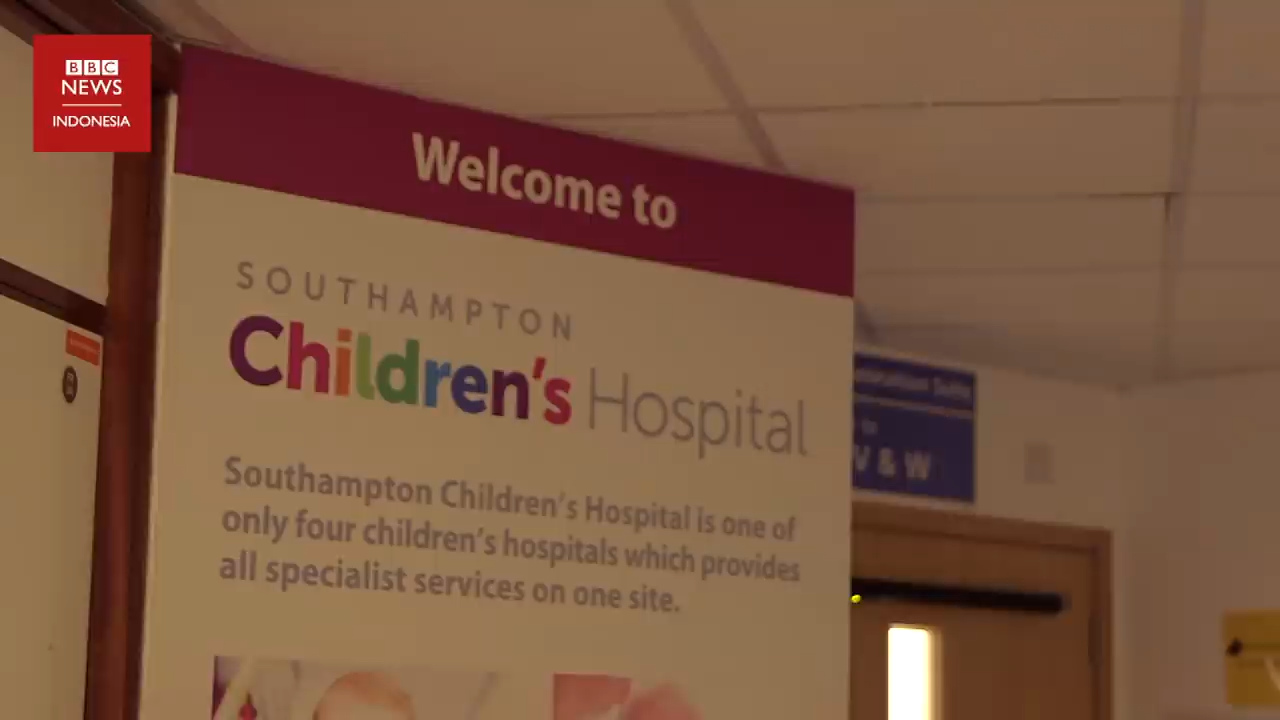 BBC
NEWS
INDONESIA
Welcome to
SOUTHAMPTON
Children's Hospital
Southampton Children's Hospital is one of
only four children's hospitals which provides
all specialist services on one site.
V & W